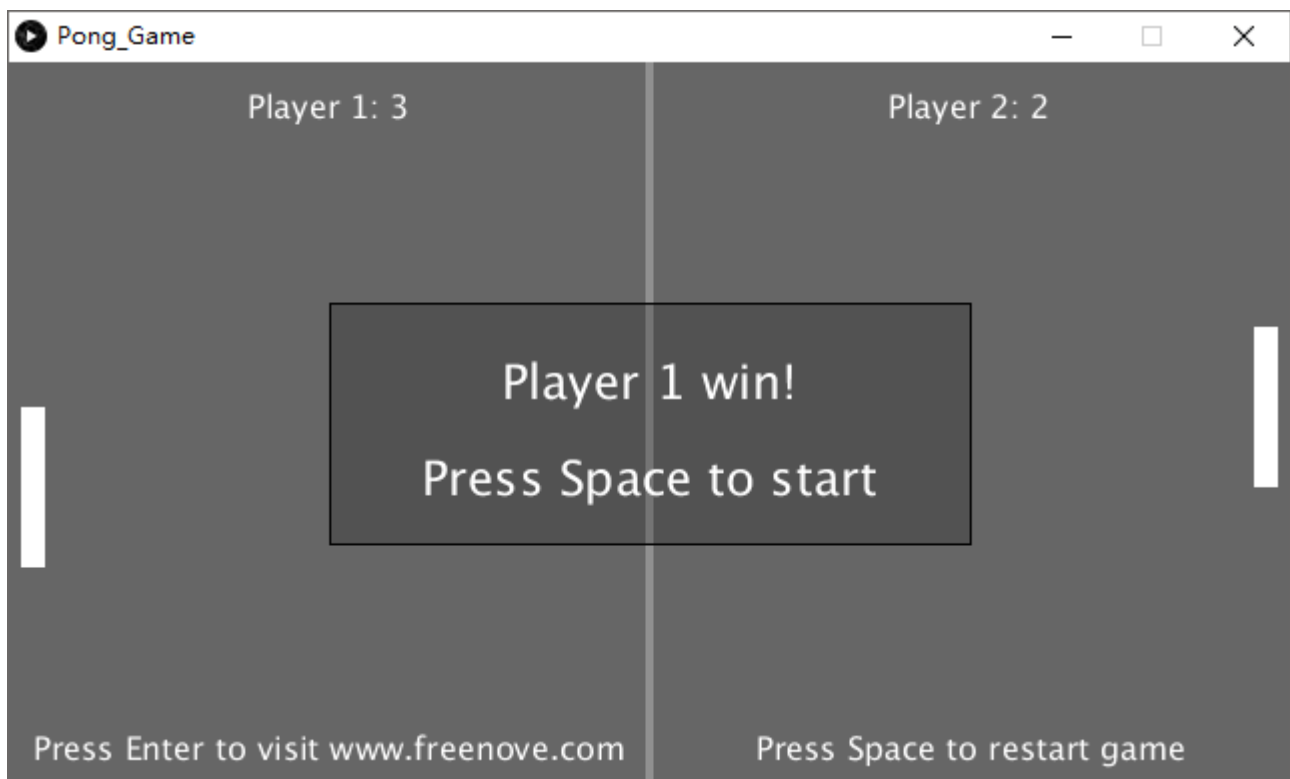 Pong_Game
Player 1: 3
Player 2: 2
Player 1 win!
Press Space to start
Press Enter to visit www.freenove.com
Press Space to restart game